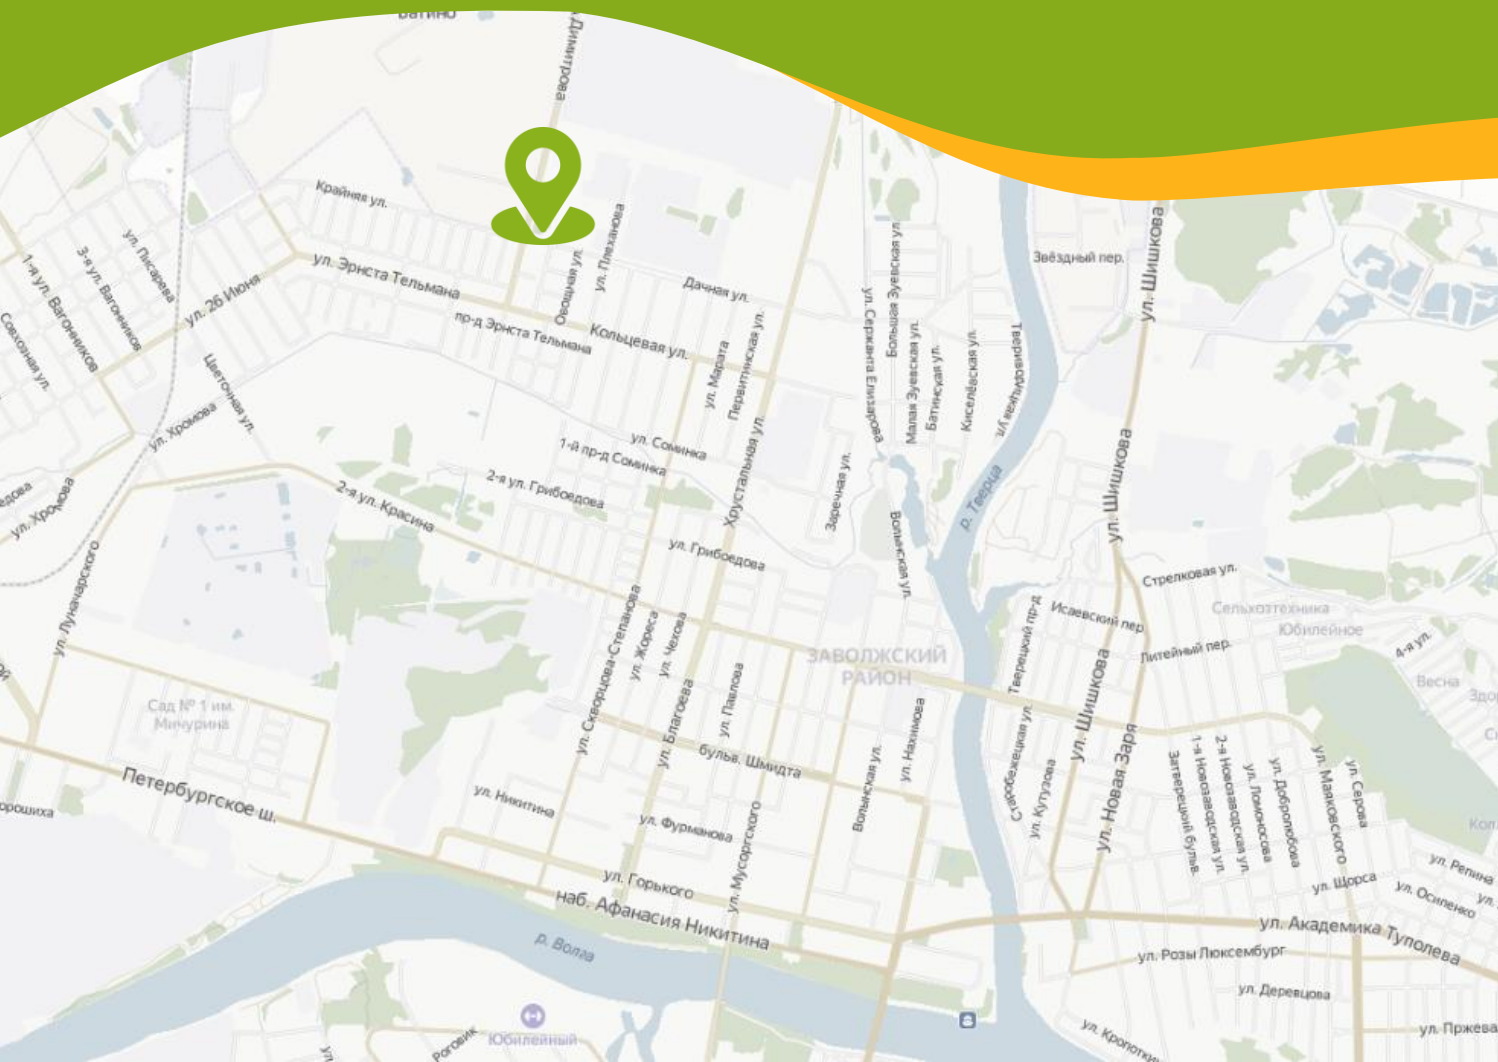 Димитрова
Крайняя ул.
ул. Плеханова
ул. Шишкова
Звёздный пер.
ул. Писарева
3-я ул. Вагонников
1-я ул. Вагонников
Совхозная ул.
ул. 26 Июня
ул. Эрнста Тельмана
Овощная ул.
Дачная ул.
пр-д Эрнста Тельмана
Кольцевая ул.
ул. Марата
Первитинская ул.
ул. Сержанта Елизарова
Большая Зуевская ул.
Малая Зуевская ул.
Батинская ул.
Киселёвская ул.
Цветочная ул.
ул. Хромова
ул. Соминка
1-й пр-д Соминка
Хрустальная ул.
Заречная ул.
ул. Шишкова
р. Тверца
2-я ул. Грибоедова
2-я ул. Красина
ул. Хромова
ул. Грибоедова
Волынская ул.
ул. Луначарского
Стрелковая ул.
Сельхозтехника
Юбилейное
Исаевский пер
Литейный пер.
4-я ул.
Весна
Тверецкий пр-д
ул. Скворцова-Степанова
ул. Жореса
ул. Чехова
ЗАВОЛЖСКИЙ
РАЙОН
ул. Шишкова
Сад № 1 им.
Мичурина
ул. Благоева
ул. Павлова
бульв. Шмидта
ул. Нахимова
Волынская ул.
Старобежецкая ул.
ул. Кутузова
ул. Новая Заря
Затверецкий бульв.
1-я Новозаводская ул.
2-я Новозаводская ул.
ул. Ломоносова
ул. Добролюбова
ул. Маяковского
ул. Серова
Петербургское ш.
ул. Никитина
ул. Фурманова
ул. Мусоргского
ул. Горького
наб. Афанасия Никитина
р. Волга
ул. Щорса
ул. Репина
ул. Осипенко
ул. Академика Туполева
ул. Розы Люксембург
ул. Деревцова
Юбилейный